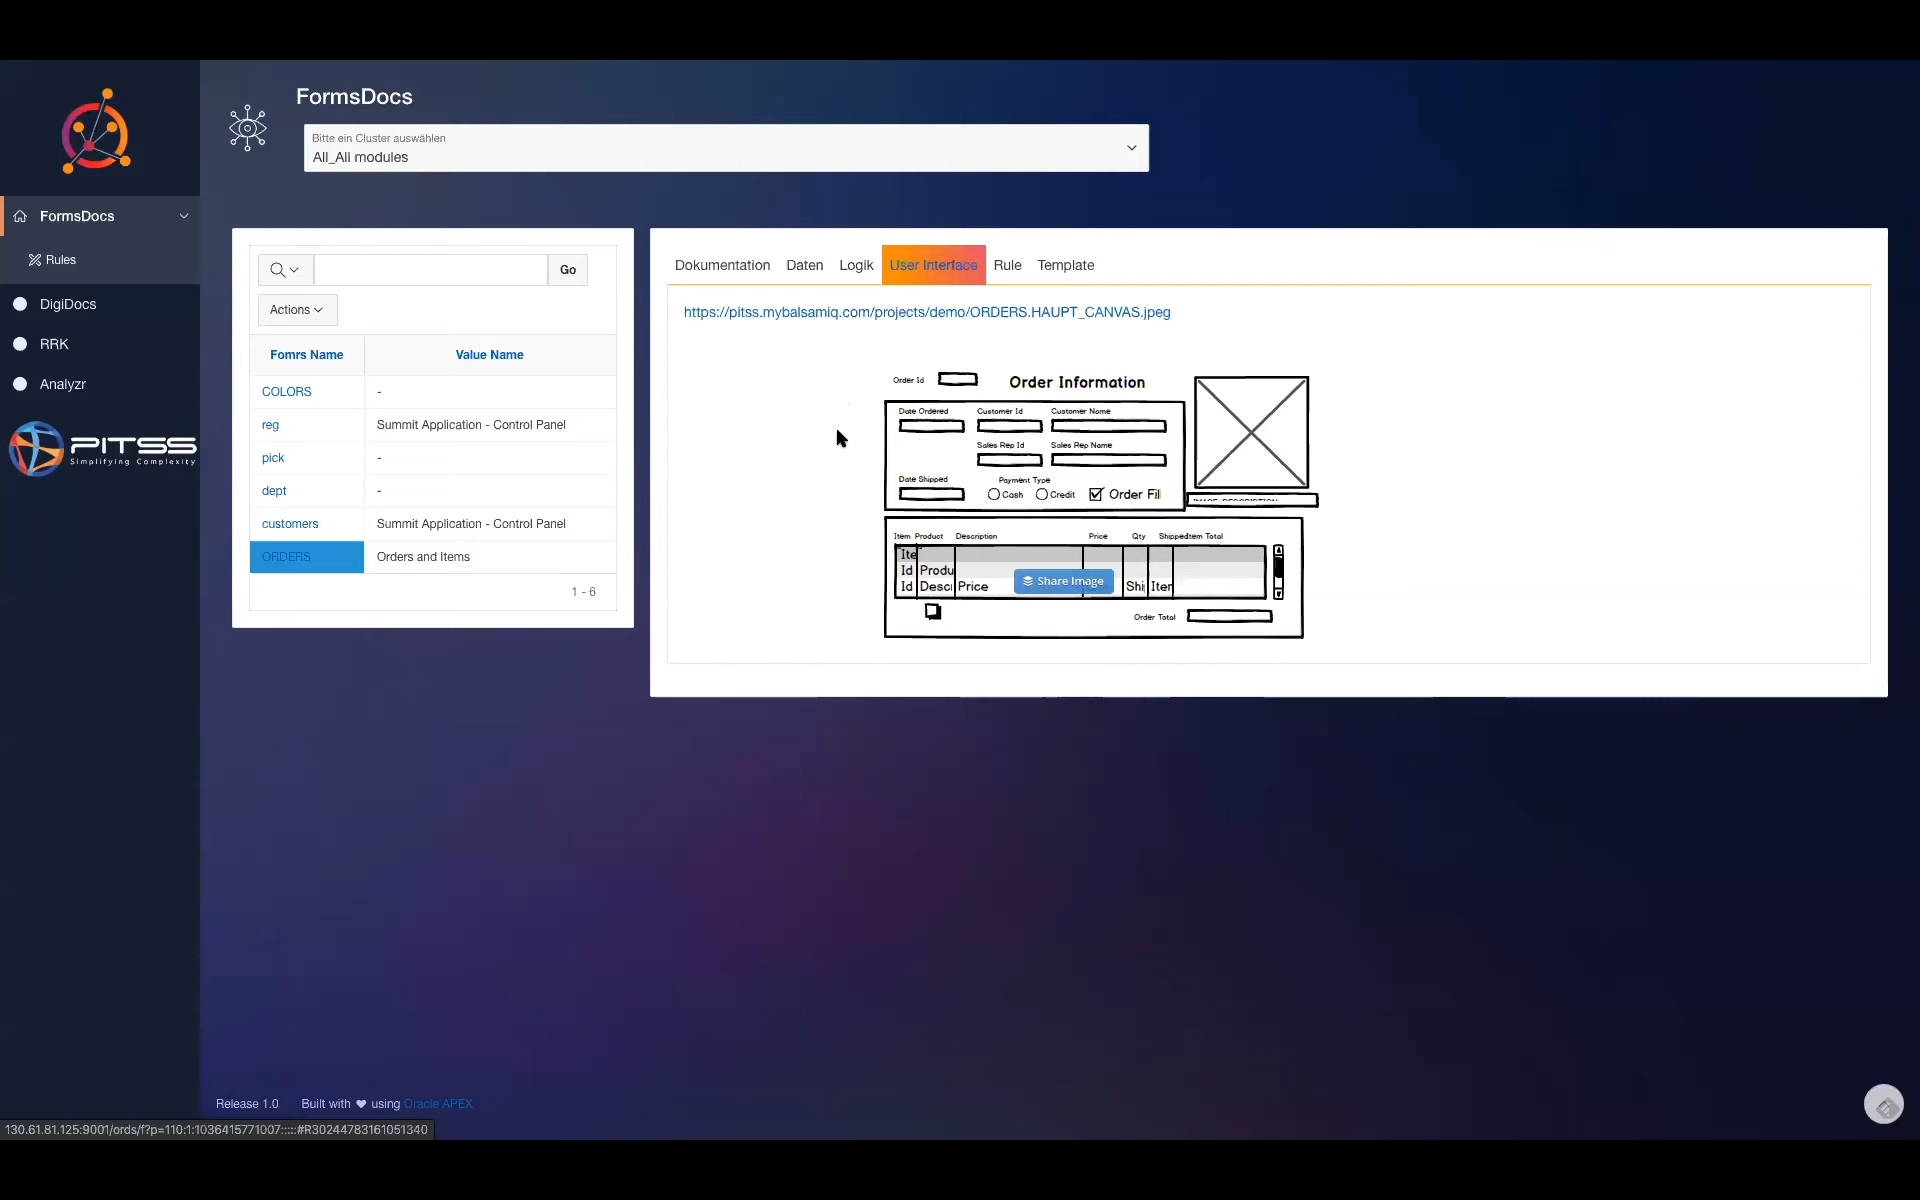 FormsDocs
Bitte ein Cluster auswählen
All_All modules
FormsDocs
Rules
DigiDocs
RRK
Analyzr
PITSS
Simplifying Complexity
Go
Actions
Fomrs Name Value Name
COLORS -
reg Summit Application - Control Panel
pick -
dept -
customers Summit Application - Control Panel
ORDERS Orders and Items
1 - 6
Dokumentation Daten Logik User Interface Rule Template
https://pitss.mybalsamiq.com/projects/demo/ORDERS.HAUPT_CANVAS.jpeg
Order Id Order Information
Date Ordered Customer Id Customer Name
Sales Rep Id Sales Rep Name
Date Shipped Payment Type
Cash Credit Order Fil
IMAGE_DESCRIPTION
Item Product Description Price Qty Shipped Item Total
Ite
Id Produ
Id Desc Price Shi Iter
Share Image
Order Total
Release 1.0 Built with ❤ using Oracle APEX
130.61.81.125:9001/ords/f?p=110:1:1036415771007:::::#R30244783161051340